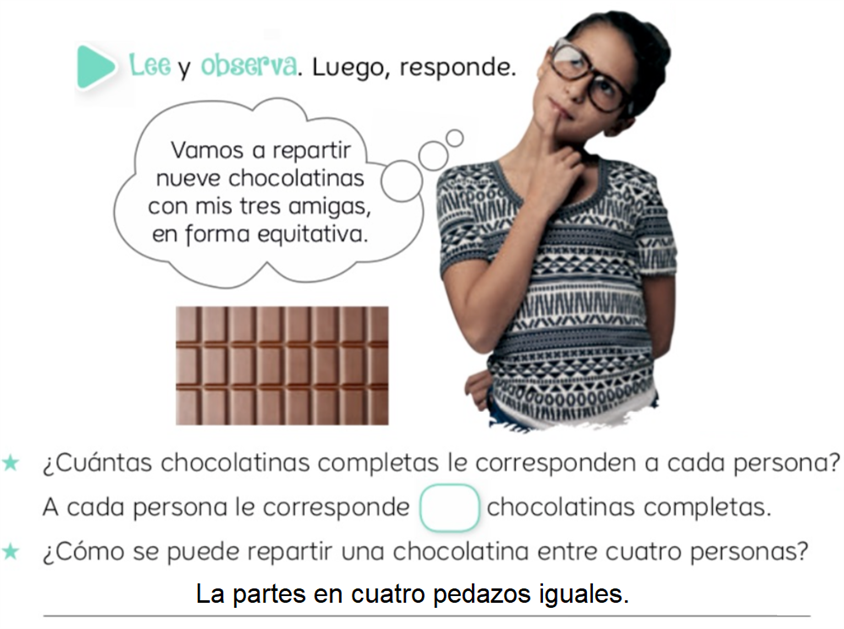 Lee y observa. Luego, responde.
Vamos a repartir
nueve chocolatinas
con mis tres amigas,
en forma equitativa.
¿Cuántas chocolatinas completas le corresponden a cada persona?
A cada persona le corresponde chocolatinas completas.
¿Cómo se puede repartir una chocolatina entre cuatro personas?
La partes en cuatro pedazos iguales.